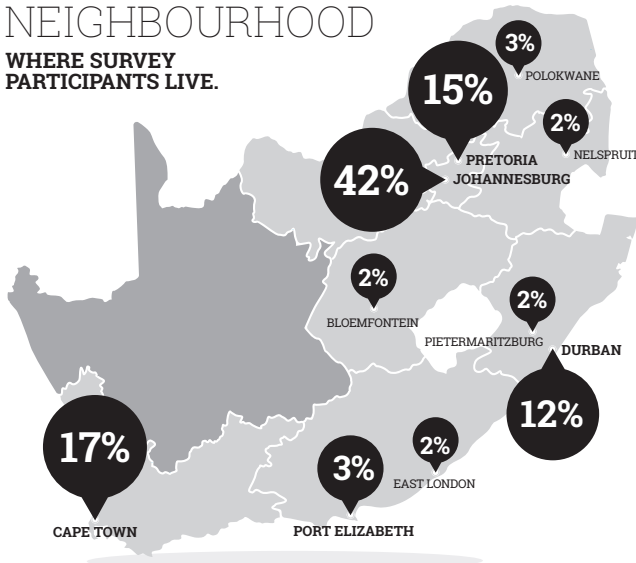 NEIGHBOURHOOD
WHERE SURVEY
PARTICIPANTS LIVE.
3%
POLOKWANE
15%
PRETORIA
2%
NELSPRUIT
42%
JOHANNESBURG
2%
BLOEMFONTEIN
2%
PIETERMARITZBURG
DURBAN
12%
17%
CAPE TOWN
3%
PORT ELIZABETH
2%
EAST LONDON